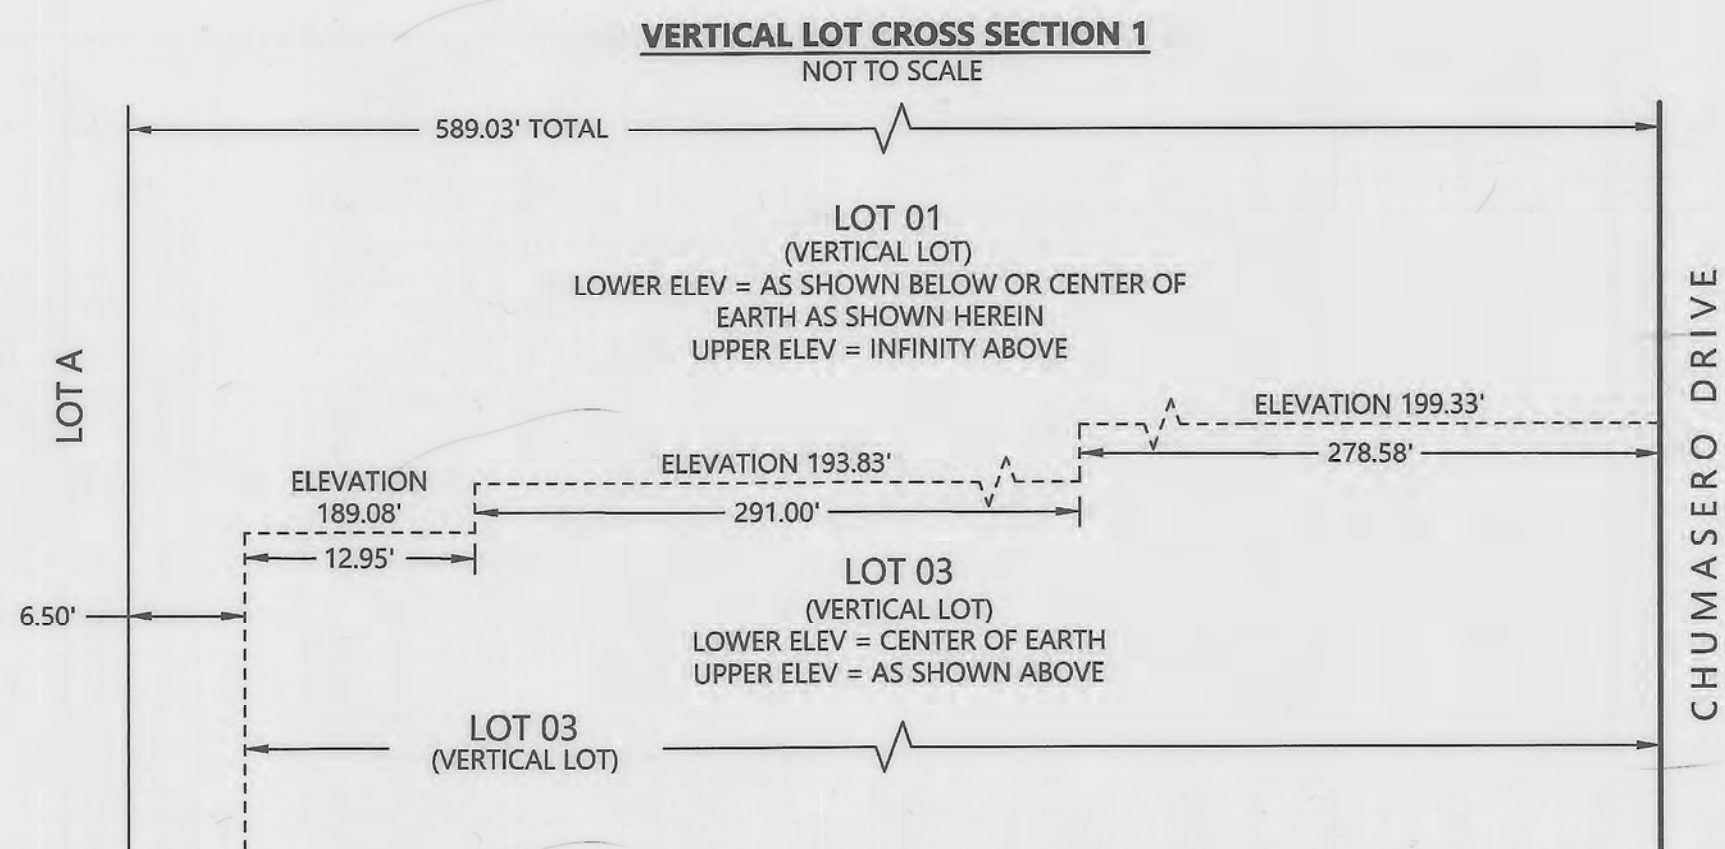 VERTICAL LOT CROSS SECTION 1
NOT TO SCALE
589.03' TOTAL
LOT 01
(VERTICAL LOT)
LOWER ELEV = AS SHOWN BELOW OR CENTER OF
EARTH AS SHOWN HEREIN
UPPER ELEV = INFINITY ABOVE
LOT A
CHUMASERO DRIVE
ELEVATION 199.33'
278.58'
ELEVATION 193.83'
291.00'
ELEVATION
189.08'
12.95'
6.50'
LOT 03
(VERTICAL LOT)
LOWER ELEV = CENTER OF EARTH
UPPER ELEV = AS SHOWN ABOVE
LOT 03
(VERTICAL LOT)